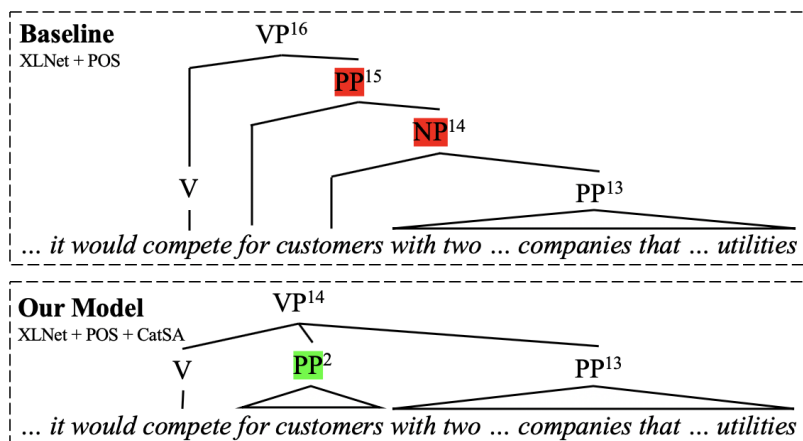 Baseline
XLNet + POS
VP16
PP15
NP14
V
PP13
... it would compete for customers with two ... companies that ... utilities
Our Model
XLNet + POS + CatSA
VP14
V
PP2
PP13
... it would compete for customers with two ... companies that ... utilities